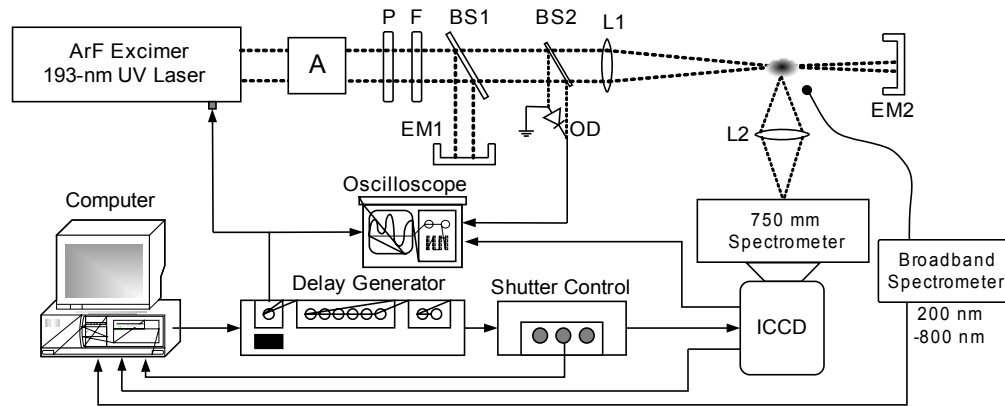 ArF Excimer
193-nm UV Laser
A
P
F
BS1
BS2
L1
EM1
OD
EM2
L2
Oscilloscope
Computer
750 mm
Spectrometer
Broadband
Spectrometer
200 nm
-800 nm
Delay Generator
Shutter Control
ICCD